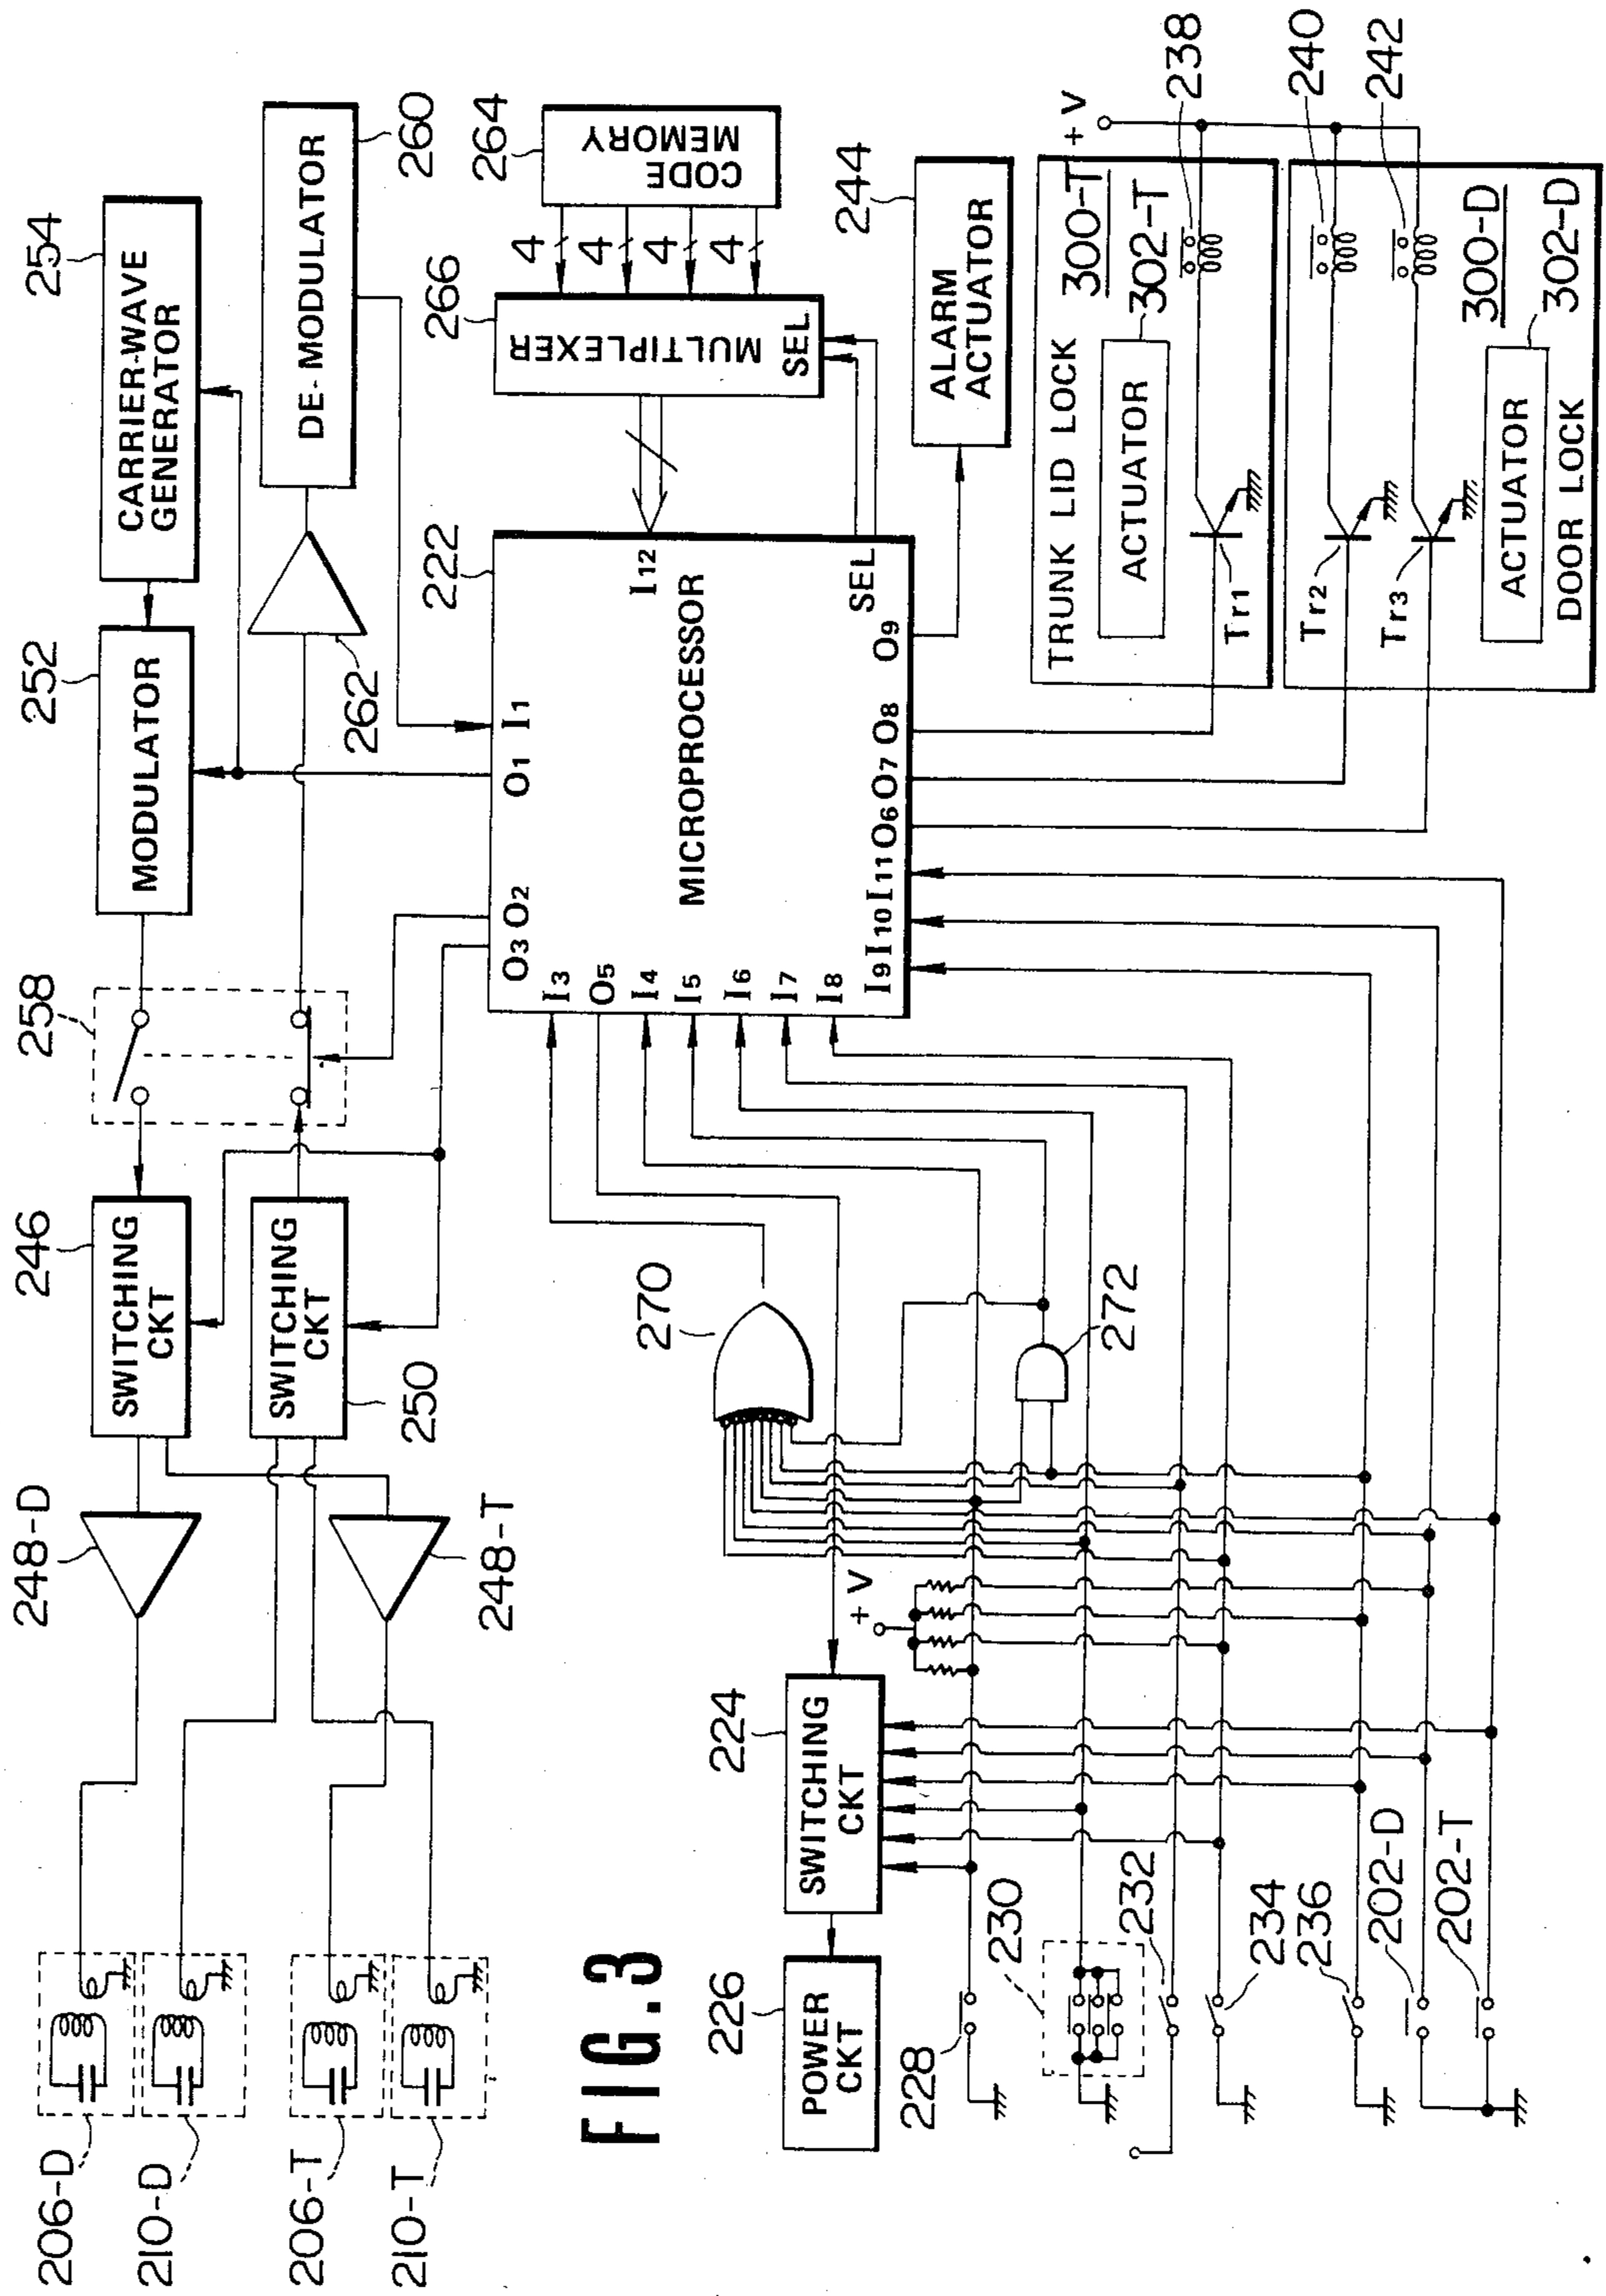 FIG.3
206-D
210-D
206-T
210-T
248-D
248-T
246
SWITCHING
CKT
SWITCHING
CKT
250
258
252
MODULATOR
254
CARRIER-WAVE
GENERATOR
262
DE-MODULATOR
260
264
CODE
MEMORY
4
4
4
4
266
MULTIPLEXER
SEL
222
MICROPROCESSOR
O3
O2
O1
I1
I12
SEL
I3
O5
I4
I5
I6
I7
I8
I9
I10
I11
O6
O7
O8
O9
244
ALARM
ACTUATOR
TRUNK LID LOCK
300-T
ACTUATOR
302-T
Tr1
238
+V
240
242
Tr2
Tr3
300-D
ACTUATOR
302-D
DOOR LOCK
270
272
+V
224
SWITCHING
CKT
226
POWER
CKT
228
230
232
234
236
202-D
202-T